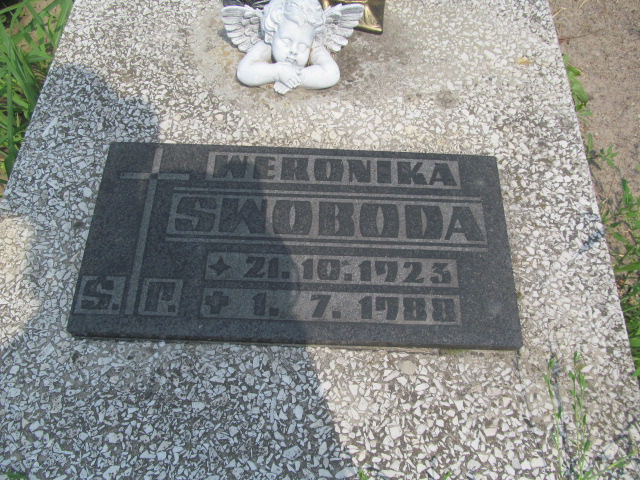 WERONIKA
SWOBODA
21.10.1923
S. P. 1. 7. 1988